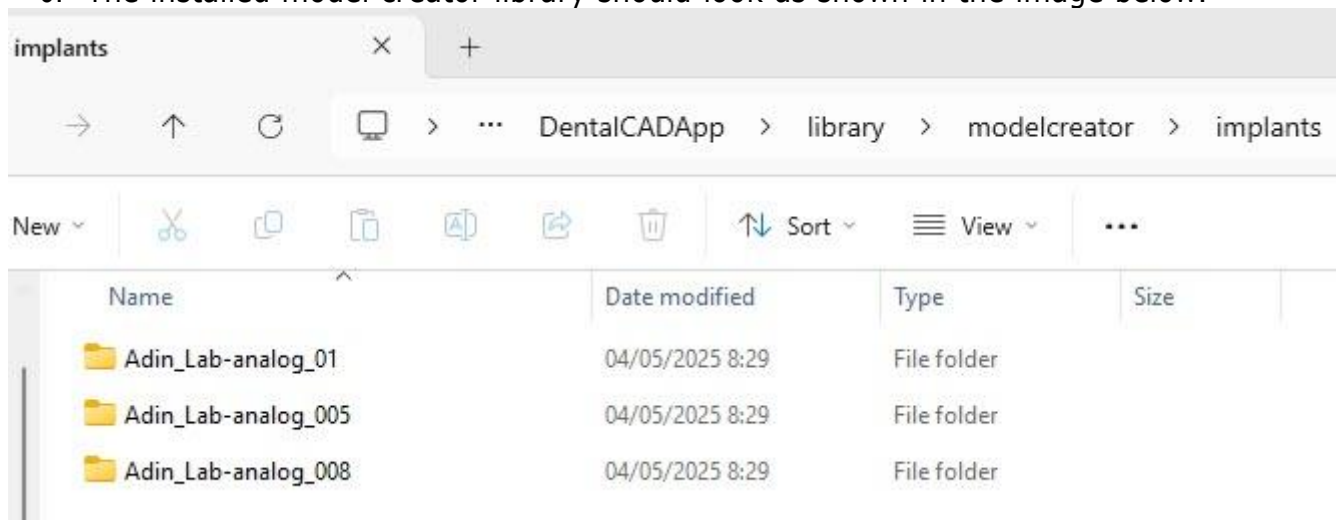 The installed model creator library should look as shown in the image below:
implants
DentalCADApp > library > modelcreator > implants
New Sort View
Name Date modified Type Size
Adin_Lab-analog_01 04/05/2025 8:29 File folder
Adin_Lab-analog_005 04/05/2025 8:29 File folder
Adin_Lab-analog_008 04/05/2025 8:29 File folder